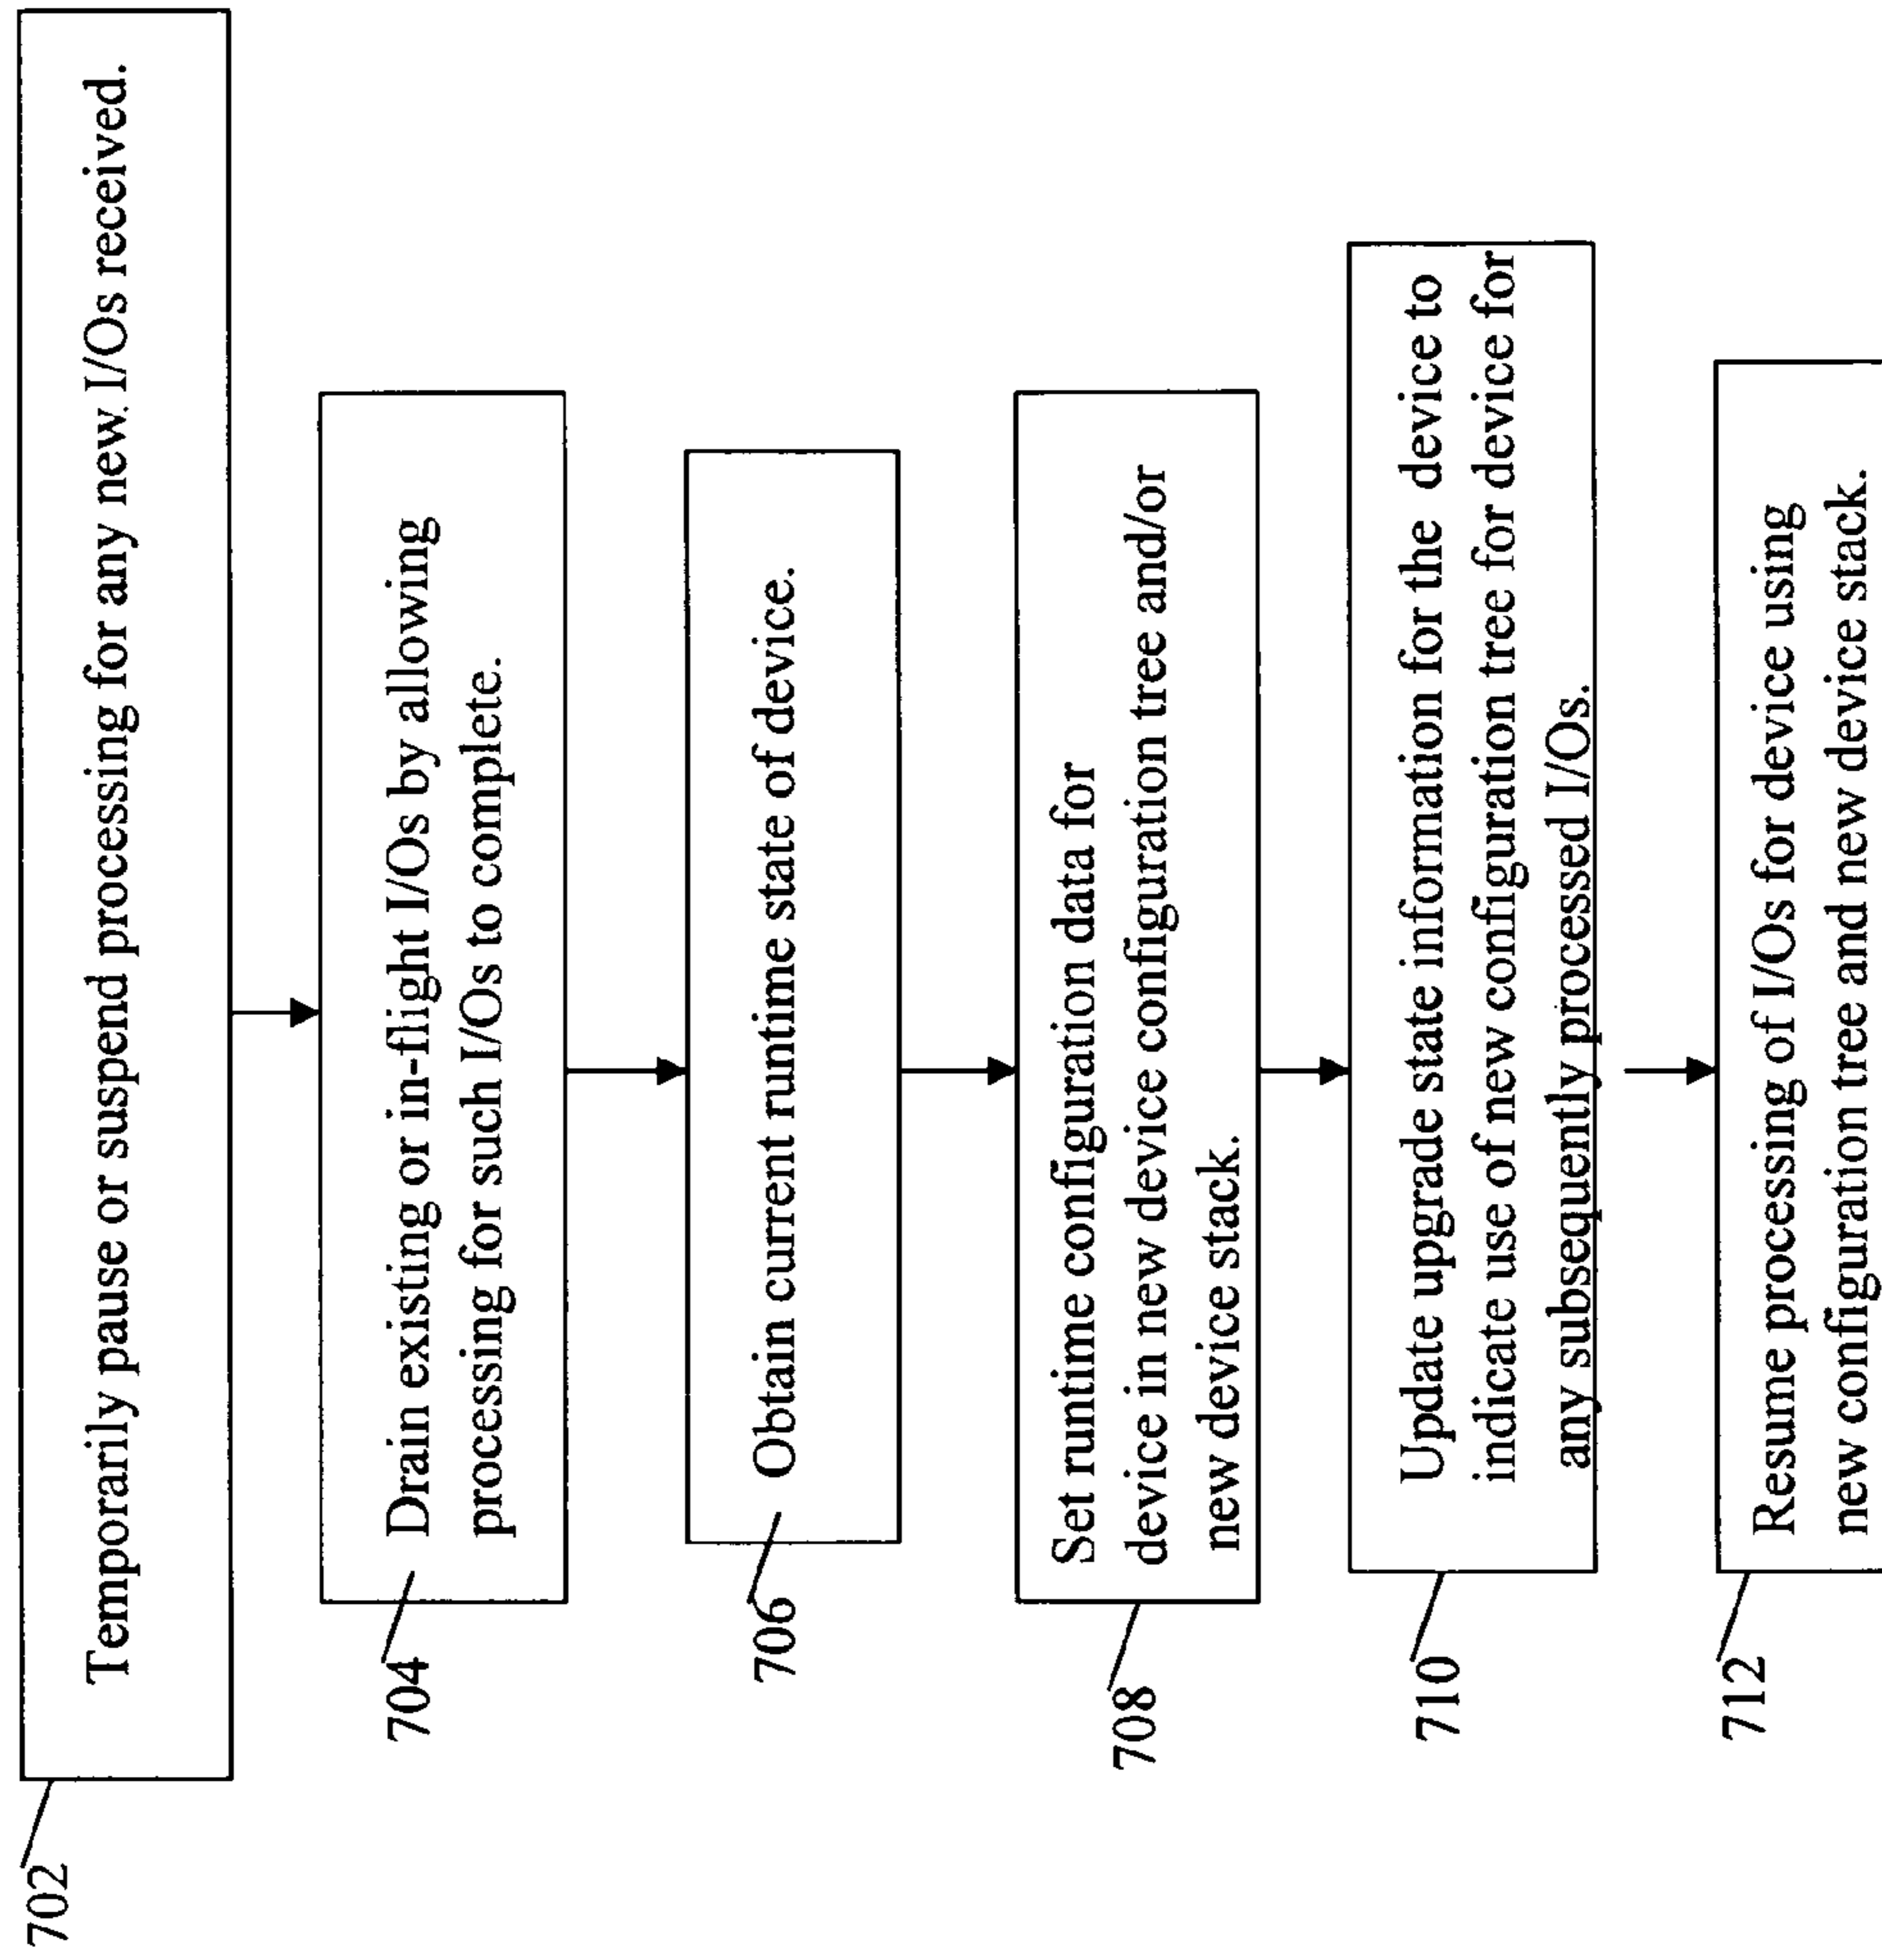 702
Temporarily pause or suspend processing for any new I/Os received.
704
Drain existing or in-flight I/Os by allowing
processing for such I/Os to complete.
706
Obtain current runtime state of device.
708
Set runtime configuration data for
device in new device configuration tree and/or
new device stack.
710
Update upgrade state information for the device to
indicate use of new configuration tree for device for
any subsequently processed I/Os.
712
Resume processing of I/Os for device using
new configuration tree and new device stack.